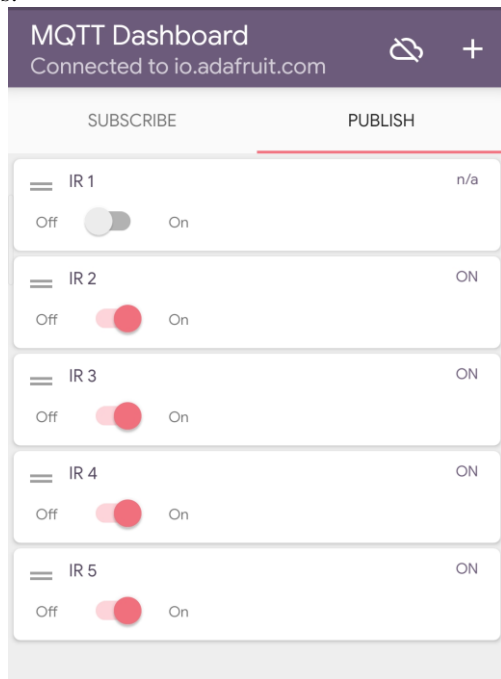 MQTT Dashboard
Connected to io.adafruit.com
SUBSCRIBE PUBLISH
IR 1 n/a
Off On
IR 2 ON
Off On
IR 3 ON
Off On
IR 4 ON
Off On
IR 5 ON
Off On